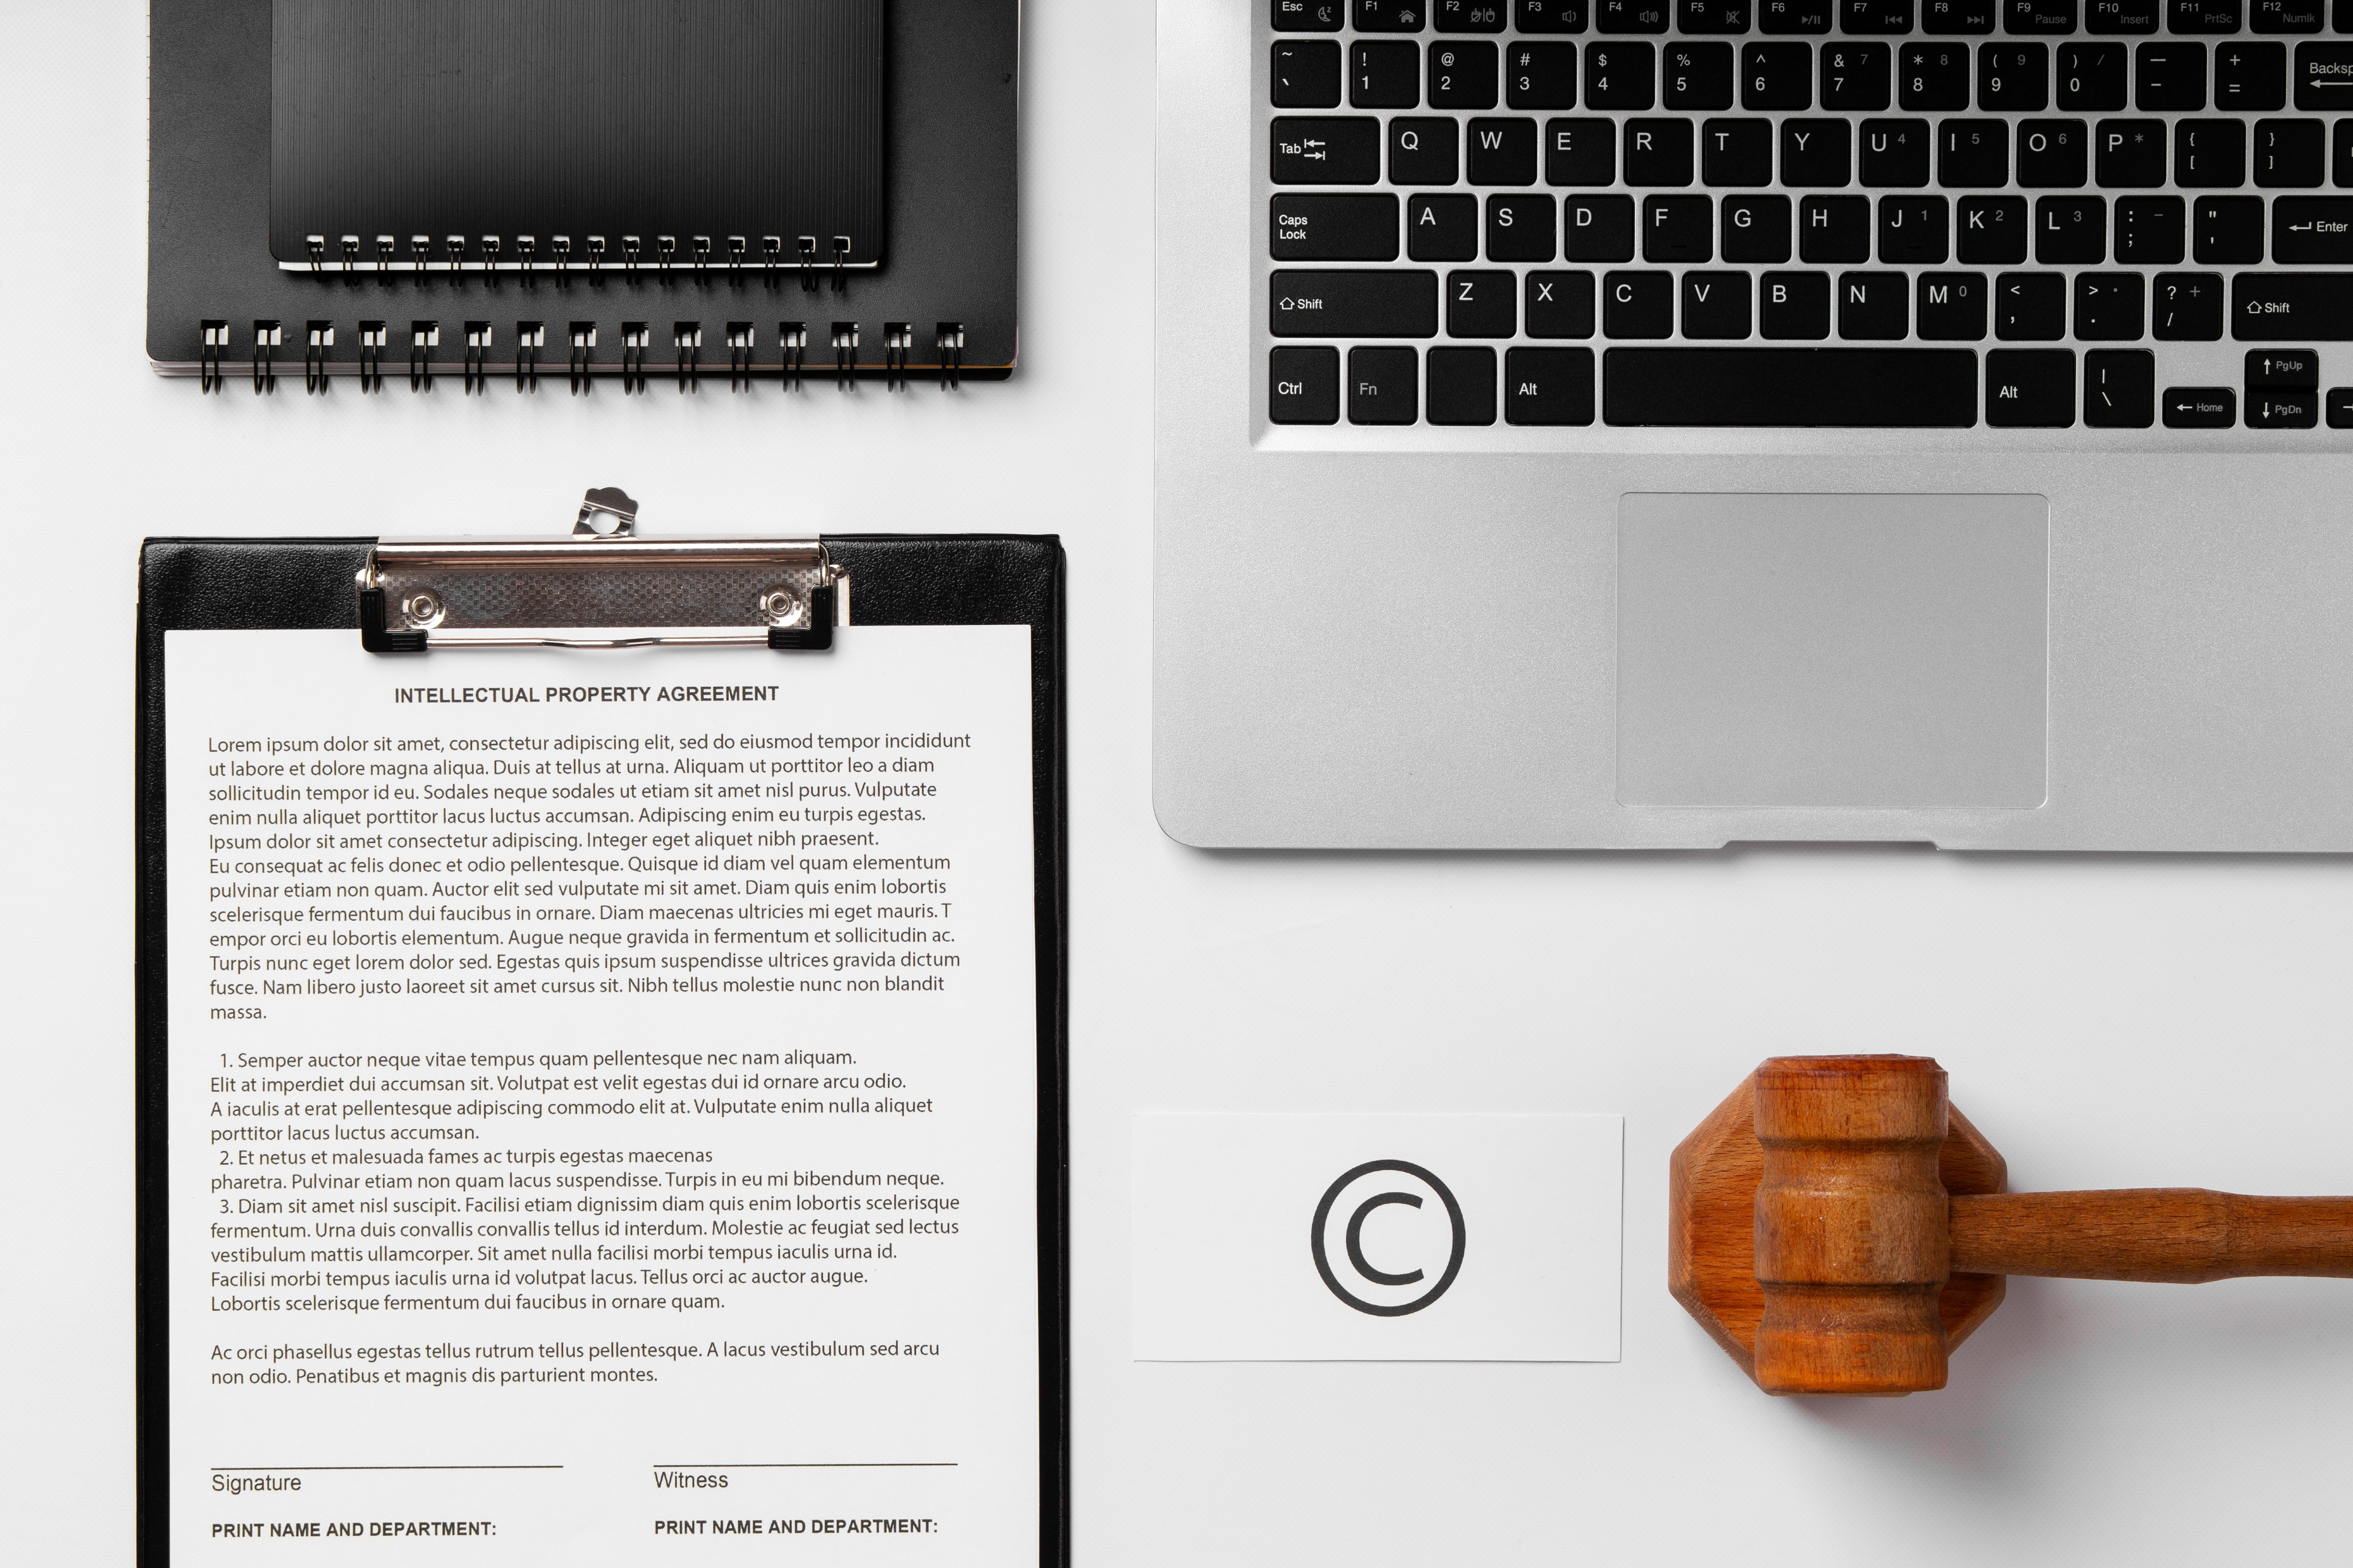 Esc
F1
F2
F3
F4
F5
F6
F7
F8
F9 Pause
F10 Insert
F11 PrtSc
F12 Numlk
~ `
! 1
@ 2
# 3
$ 4
% 5
^ 6
& 7 7
* 8 8
( 9 9
) / 0
— -
+ =
Backsp
Tab
Q
W
E
R
T
Y
U 4
I 5
O 6
P *
{ [
} ]
Caps Lock
A
S
D
F
G
H
J 1
K 2
L 3
: - ;
" '
Enter
Shift
Z
X
C
V
B
N
M 0
< ,
> . .
? + /
Shift
Ctrl
Fn
Alt
Alt
| \
Home
PgUp
PgDn
INTELLECTUAL PROPERTY AGREEMENT
Lorem ipsum dolor sit amet, consectetur adipiscing elit, sed do eiusmod tempor incididunt
ut labore et dolore magna aliqua. Duis at tellus at urna. Aliquam ut porttitor leo a diam
sollicitudin tempor id eu. Sodales neque sodales ut etiam sit amet nisl purus. Vulputate
enim nulla aliquet porttitor lacus luctus accumsan. Adipiscing enim eu turpis egestas.
Ipsum dolor sit amet consectetur adipiscing. Integer eget aliquet nibh praesent.
Eu consequat ac felis donec et odio pellentesque. Quisque id diam vel quam elementum
pulvinar etiam non quam. Auctor elit sed vulputate mi sit amet. Diam quis enim lobortis
scelerisque fermentum dui faucibus in ornare. Diam maecenas ultricies mi eget mauris. T
empor orci eu lobortis elementum. Augue neque gravida in fermentum et sollicitudin ac.
Turpis nunc eget lorem dolor sed. Egestas quis ipsum suspendisse ultrices gravida dictum
fusce. Nam libero justo laoreet sit amet cursus sit. Nibh tellus molestie nunc non blandit
massa.
1. Semper auctor neque vitae tempus quam pellentesque nec nam aliquam.
Elit at imperdiet dui accumsan sit. Volutpat est velit egestas dui id ornare arcu odio.
A iaculis at erat pellentesque adipiscing commodo elit at. Vulputate enim nulla aliquet
porttitor lacus luctus accumsan.
2. Et netus et malesuada fames ac turpis egestas maecenas
pharetra. Pulvinar etiam non quam lacus suspendisse. Turpis in eu mi bibendum neque.
3. Diam sit amet nisl suscipit. Facilisi etiam dignissim diam quis enim lobortis scelerisque
fermentum. Urna duis convallis convallis tellus id interdum. Molestie ac feugiat sed lectus
vestibulum mattis ullamcorper. Sit amet nulla facilisi morbi tempus iaculis urna id.
Facilisi morbi tempus iaculis urna id volutpat lacus. Tellus orci ac auctor augue.
Lobortis scelerisque fermentum dui faucibus in ornare quam.
Ac orci phasellus egestas tellus rutrum tellus pellentesque. A lacus vestibulum sed arcu
non odio. Penatibus et magnis dis parturient montes.
Signature
Witness
PRINT NAME AND DEPARTMENT:
PRINT NAME AND DEPARTMENT:
©